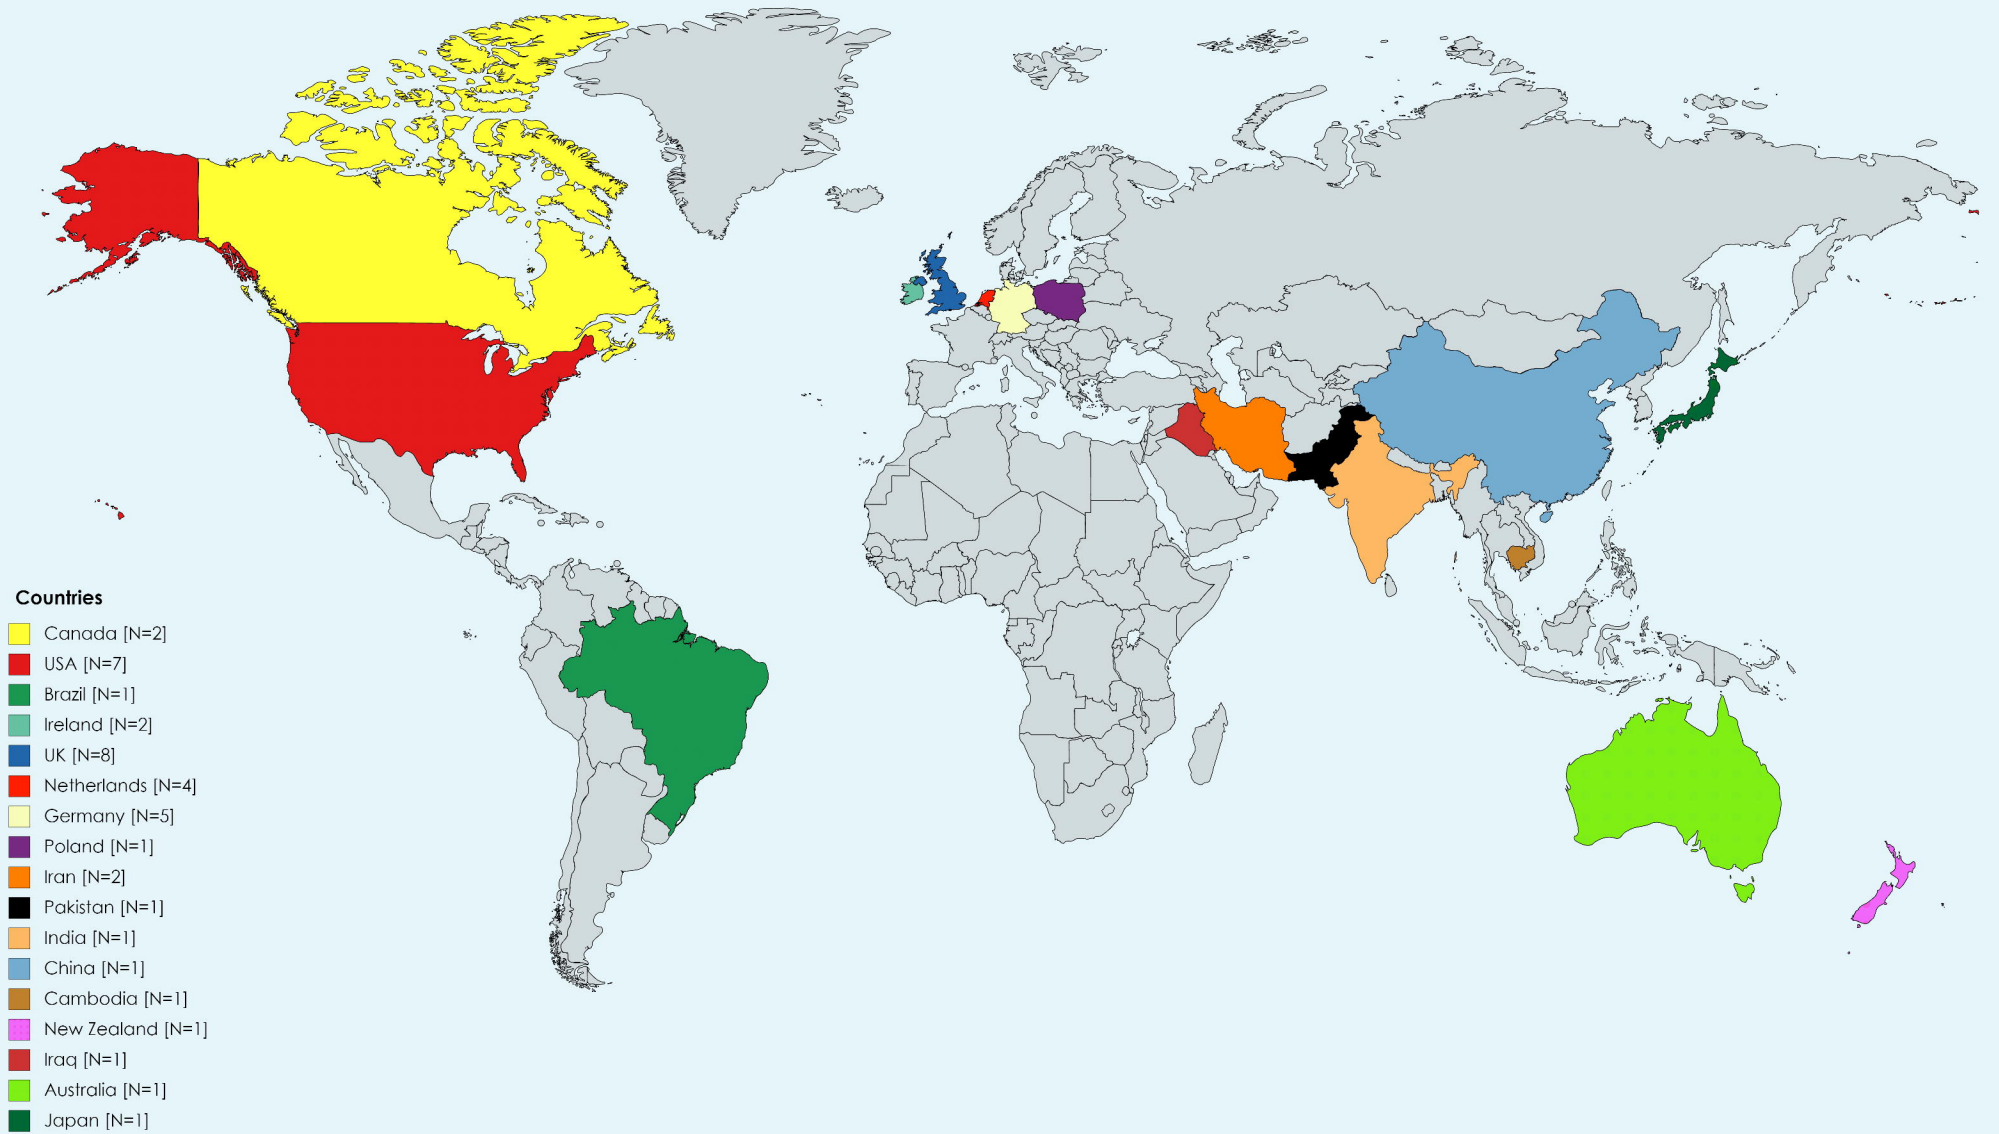 Countries
Canada [N=2]
USA [N=7]
Brazil [N=1]
Ireland [N=2]
UK [N=8]
Netherlands [N=4]
Germany [N=5]
Poland [N=1]
Iran [N=2]
Pakistan [N=1]
India [N=1]
China [N=1]
Cambodia [N=1]
New Zealand [N=1]
Iraq [N=1]
Australia [N=1]
Japan [N=1]